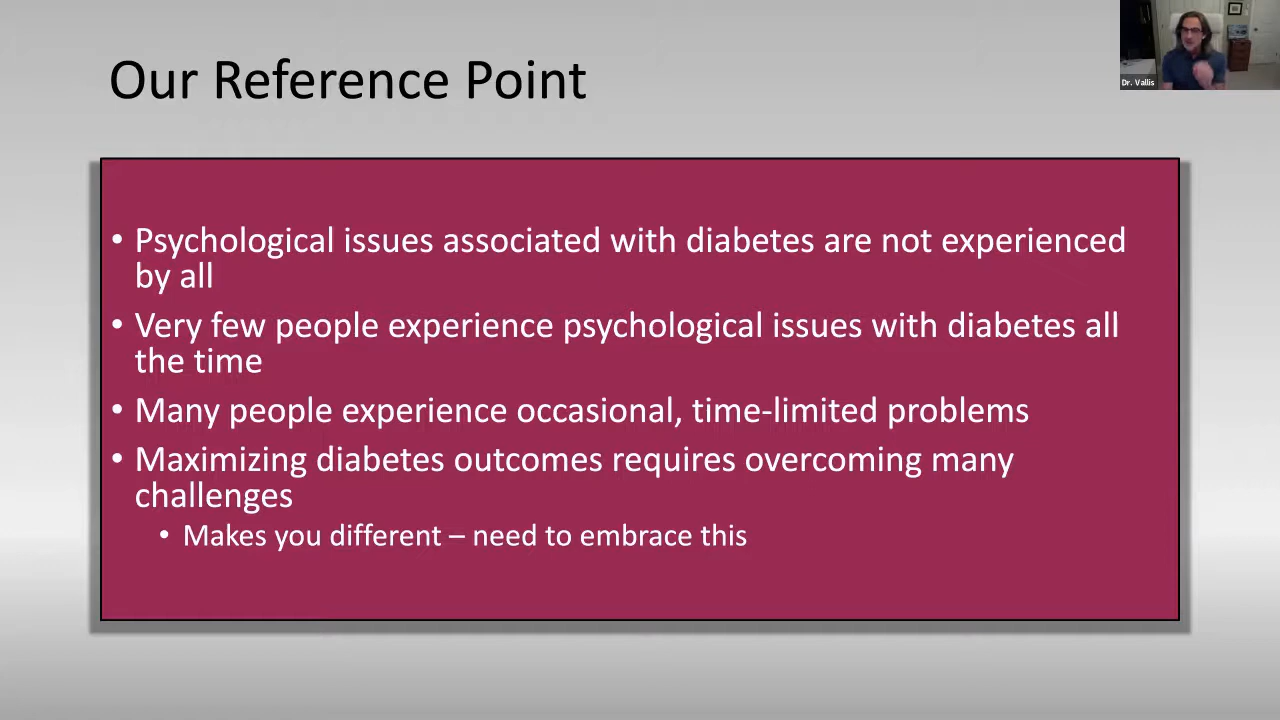 Our Reference Point
Dr. Vallis
• Psychological issues associated with diabetes are not experienced
by all
• Very few people experience psychological issues with diabetes all
the time
• Many people experience occasional, time-limited problems
• Maximizing diabetes outcomes requires overcoming many
challenges
• Makes you different – need to embrace this